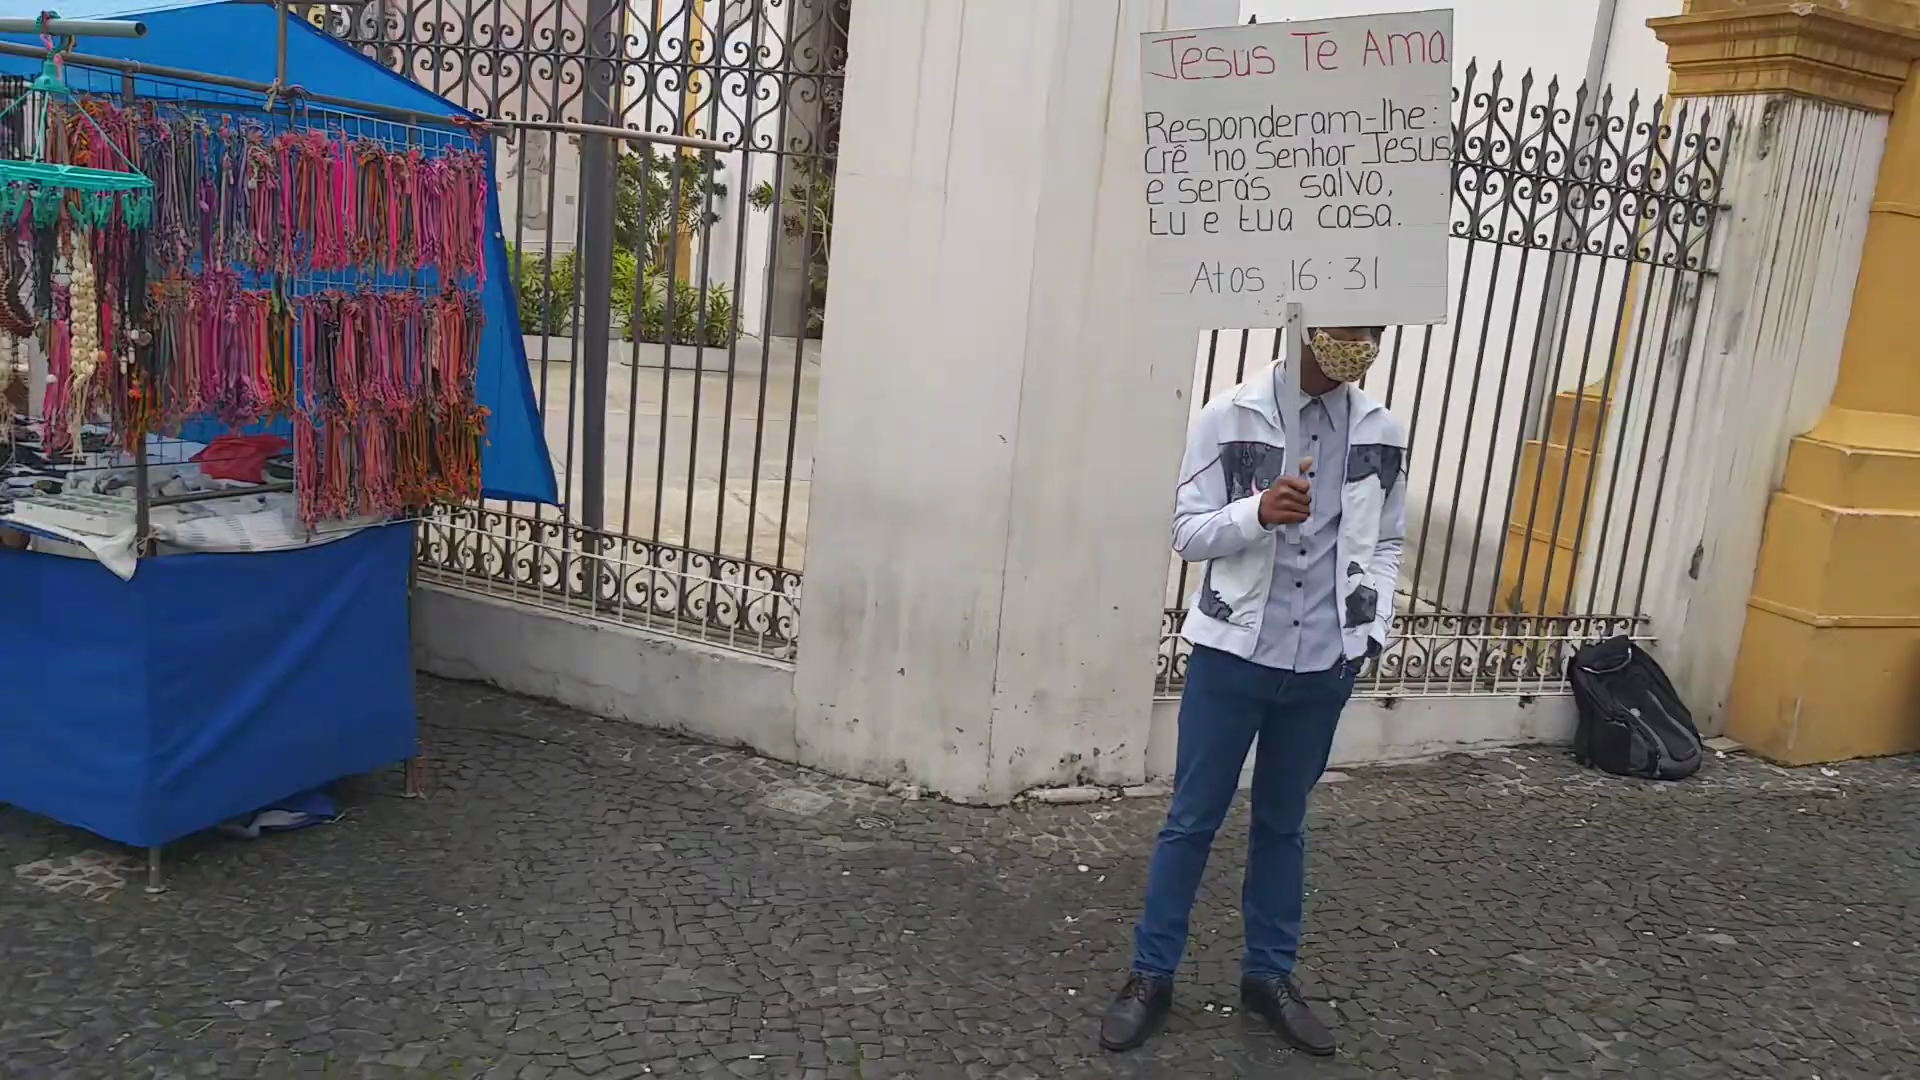 Jesus Te Ama
Responderam-lhe:
Crê no Senhor Jesus
e serás salvo,
tu e tua casa.
Atos 16:31